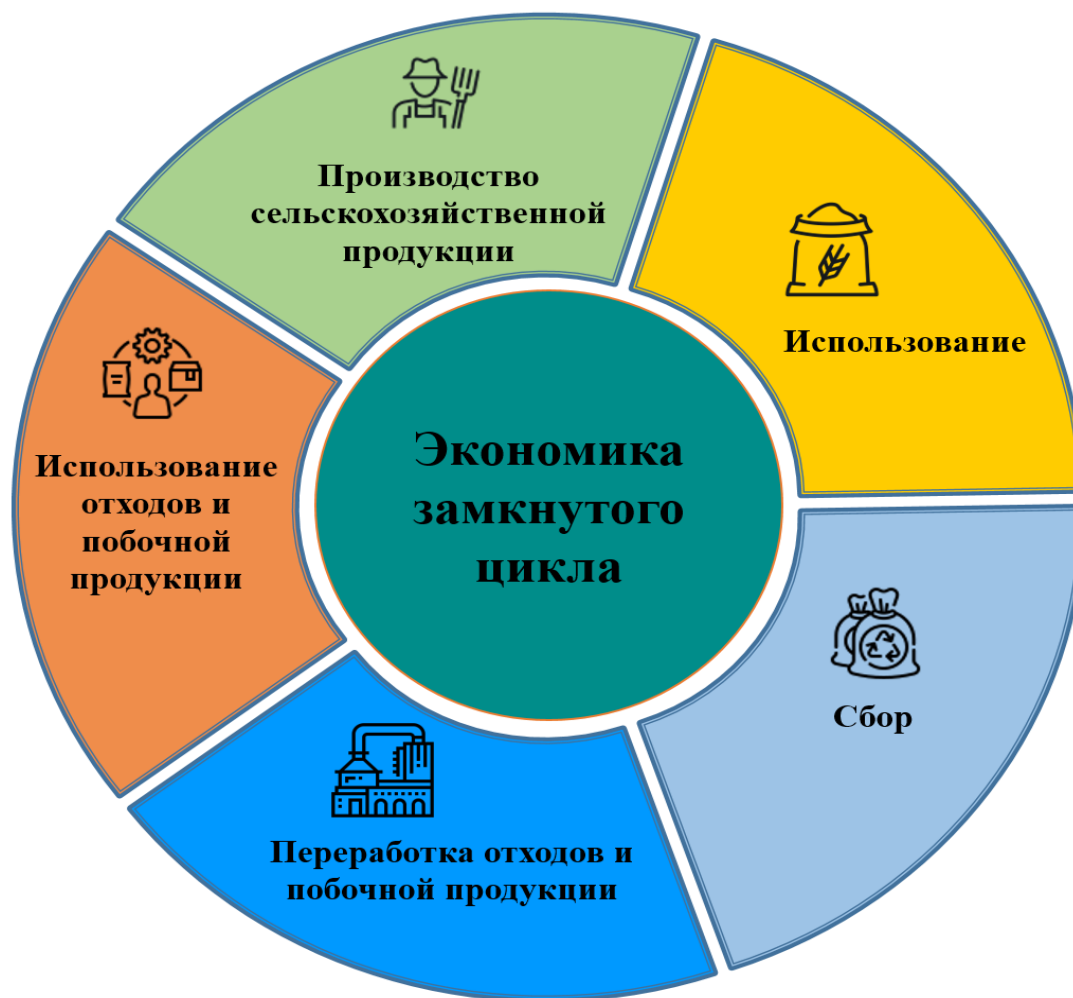 Производство
сельскохозяйственной
продукции
Использование
Сбор
Переработка отходов и
побочной продукции
Использование
отходов и
побочной
продукции
Экономика
замкнутого
цикла